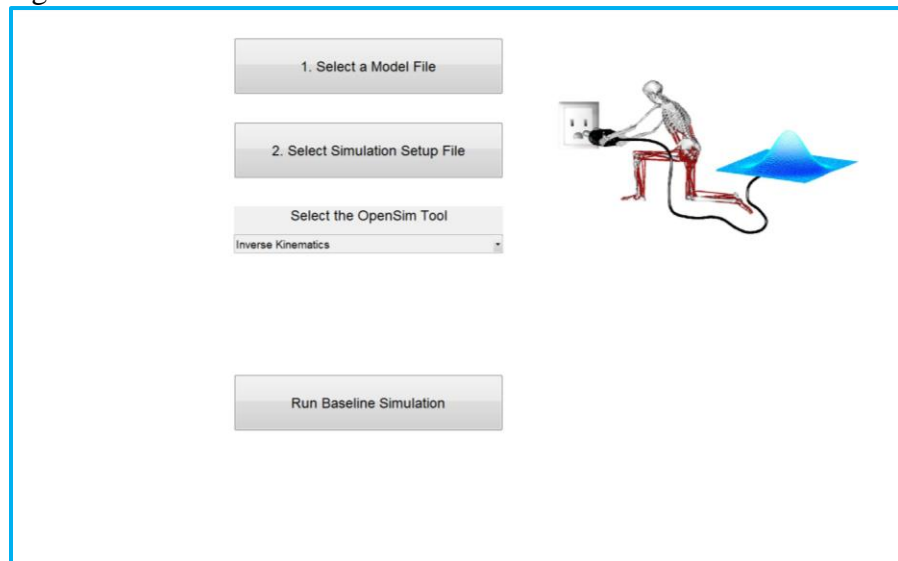 1. Select a Model File
2. Select Simulation Setup File
Select the OpenSim Tool
Inverse Kinematics
Run Baseline Simulation